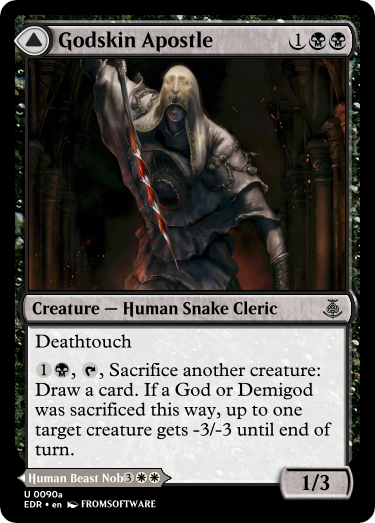 Godskin Apostle 1
Creature — Human Snake Cleric
Deathtouch
1, , Sacrifice another creature:
Draw a card. If a God or Demigod
was sacrificed this way, up to one
target creature gets -3/-3 until end of
turn.
Human Beast Nob 3
1/3
U 0090a
EDR • en FROMSOFTWARE